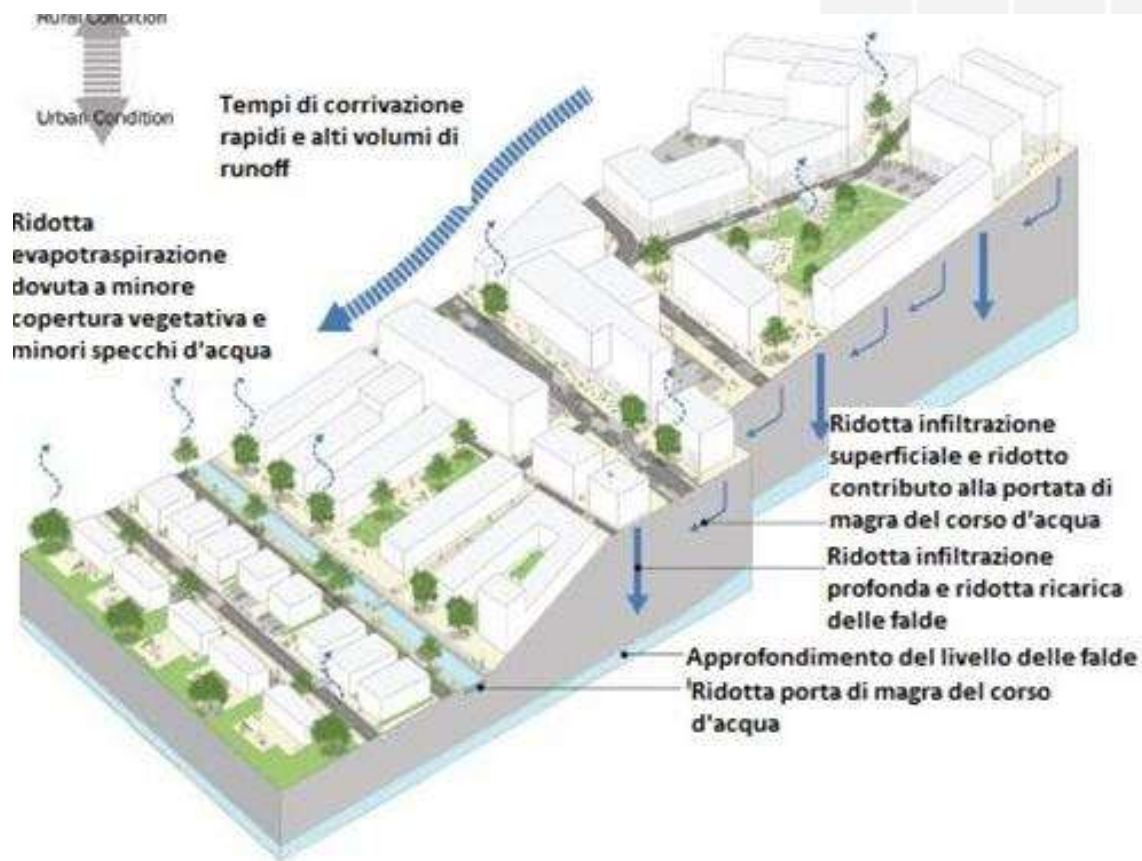 Rural Condition
Urban Condition
Tempi di corrivazione
rapidi e alti volumi di
runoff
Ridotta
evapotraspirazione
dovuta a minore
copertura vegetativa e
minori specchi d'acqua
Ridotta infiltrazione
superficiale e ridotto
contributo alla portata di
magra del corso d'acqua
Ridotta infiltrazione
profonda e ridotta ricarica
delle falde
Approfondimento del livello delle falde
Ridotta porta di magra del corso
d'acqua